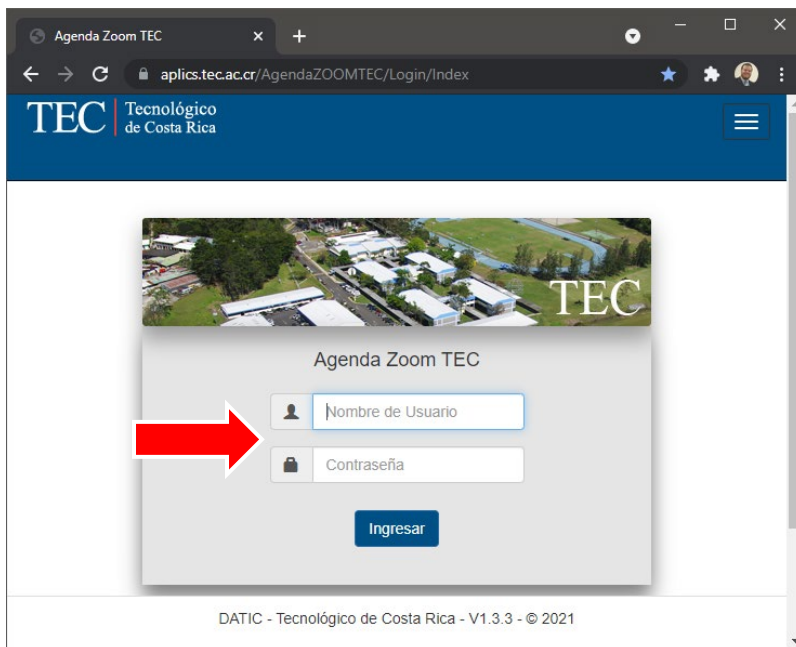 Agenda Zoom TEC
aplics.tec.ac.cr/AgendaZOOMTEC/Login/Index
TEC Tecnológico
de Costa Rica
TEC
Agenda Zoom TEC
Nombre de Usuario
Contraseña
Ingresar
DATIC - Tecnológico de Costa Rica - V1.3.3 - © 2021